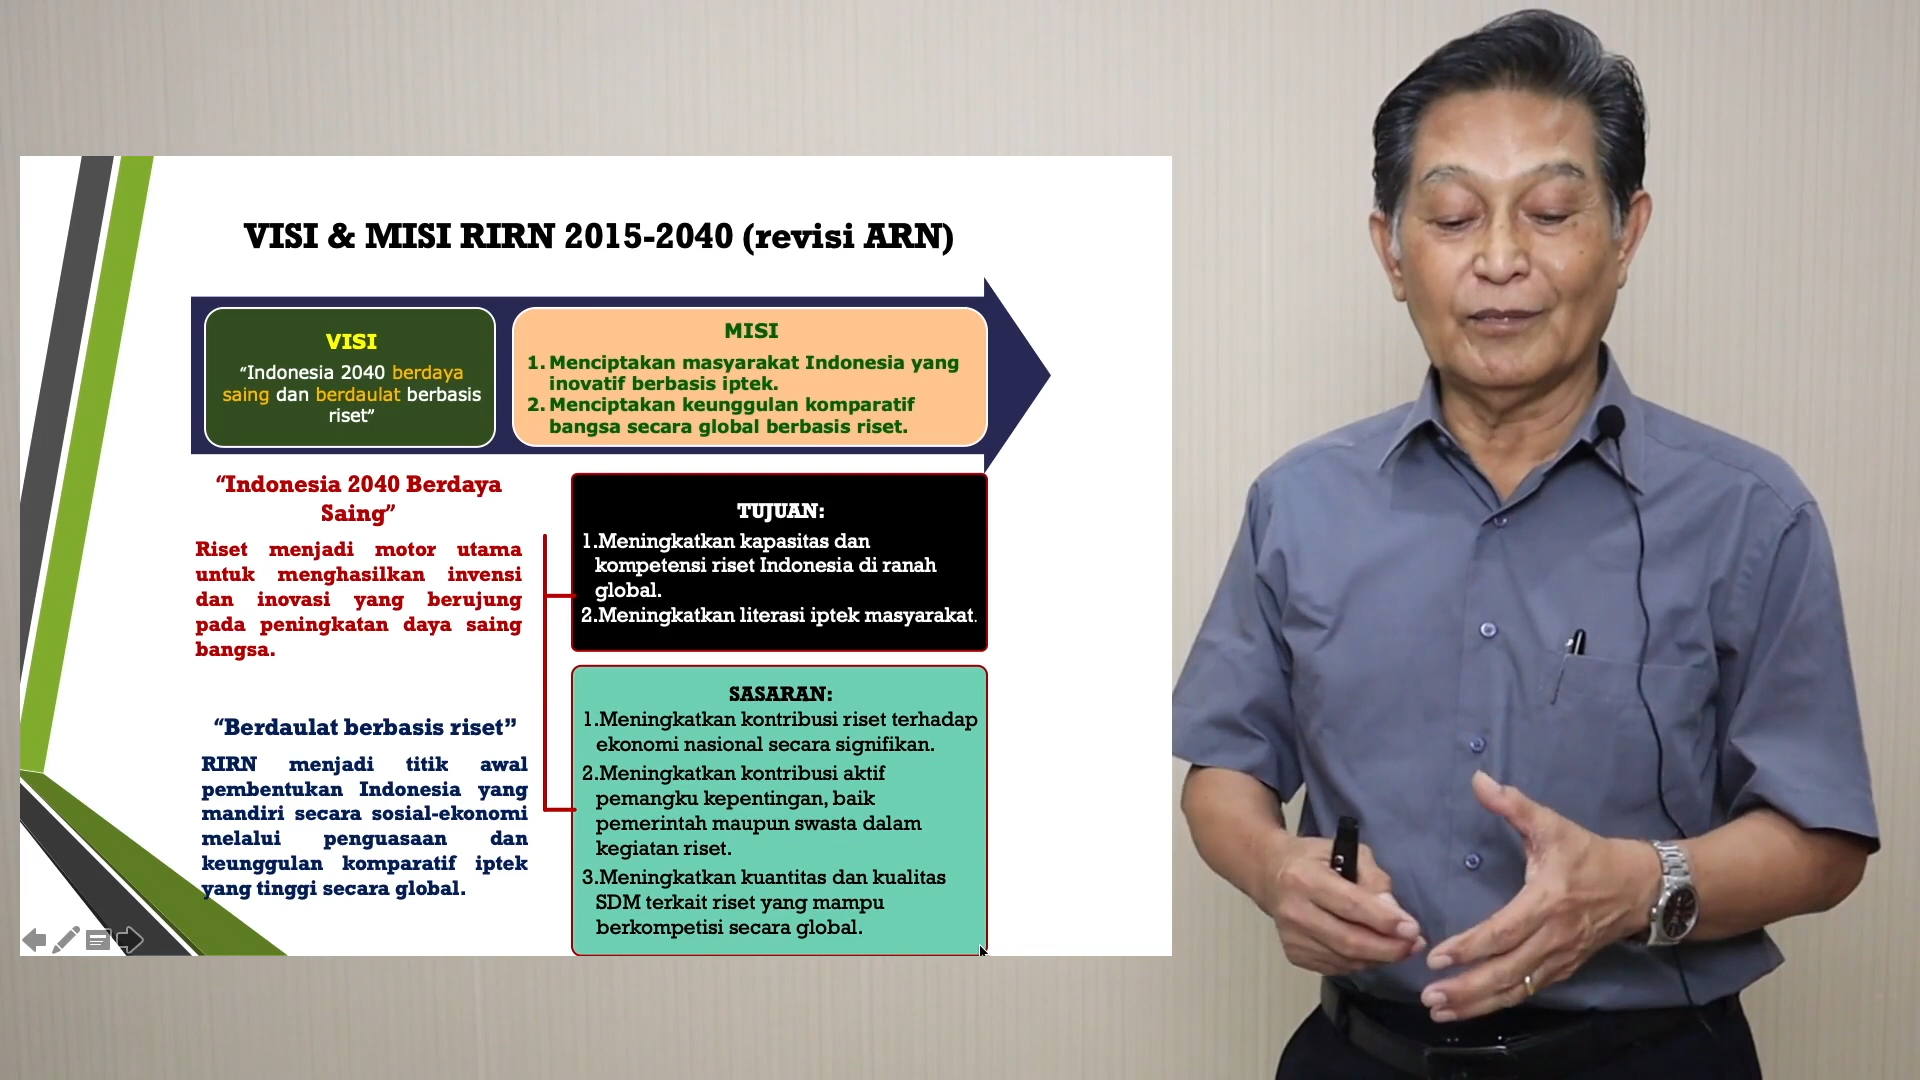 VISI & MISI RIRN 2015-2040 (revisi ARN)
VISI
“Indonesia 2040 berdaya
saing dan berdaulat berbasis
riset”
MISI
1. Menciptakan masyarakat Indonesia yang
inovatif berbasis iptek.
2. Menciptakan keunggulan komparatif
bangsa secara global berbasis riset.
“Indonesia 2040 Berdaya
Saing”
Riset menjadi motor utama
untuk menghasilkan invensi
dan inovasi yang berujung
pada peningkatan daya saing
bangsa.
“Berdaulat berbasis riset”
RIRN menjadi titik awal
pembentukan Indonesia yang
mandiri secara sosial-ekonomi
melalui penguasaan dan
keunggulan komparatif iptek
yang tinggi secara global.
TUJUAN:
1.Meningkatkan kapasitas dan
kompetensi riset Indonesia di ranah
global.
2.Meningkatkan literasi iptek masyarakat.
SASARAN:
1.Meningkatkan kontribusi riset terhadap
ekonomi nasional secara signifikan.
2.Meningkatkan kontribusi aktif
pemangku kepentingan, baik
pemerintah maupun swasta dalam
kegiatan riset.
3.Meningkatkan kuantitas dan kualitas
SDM terkait riset yang mampu
berkompetisi secara global.